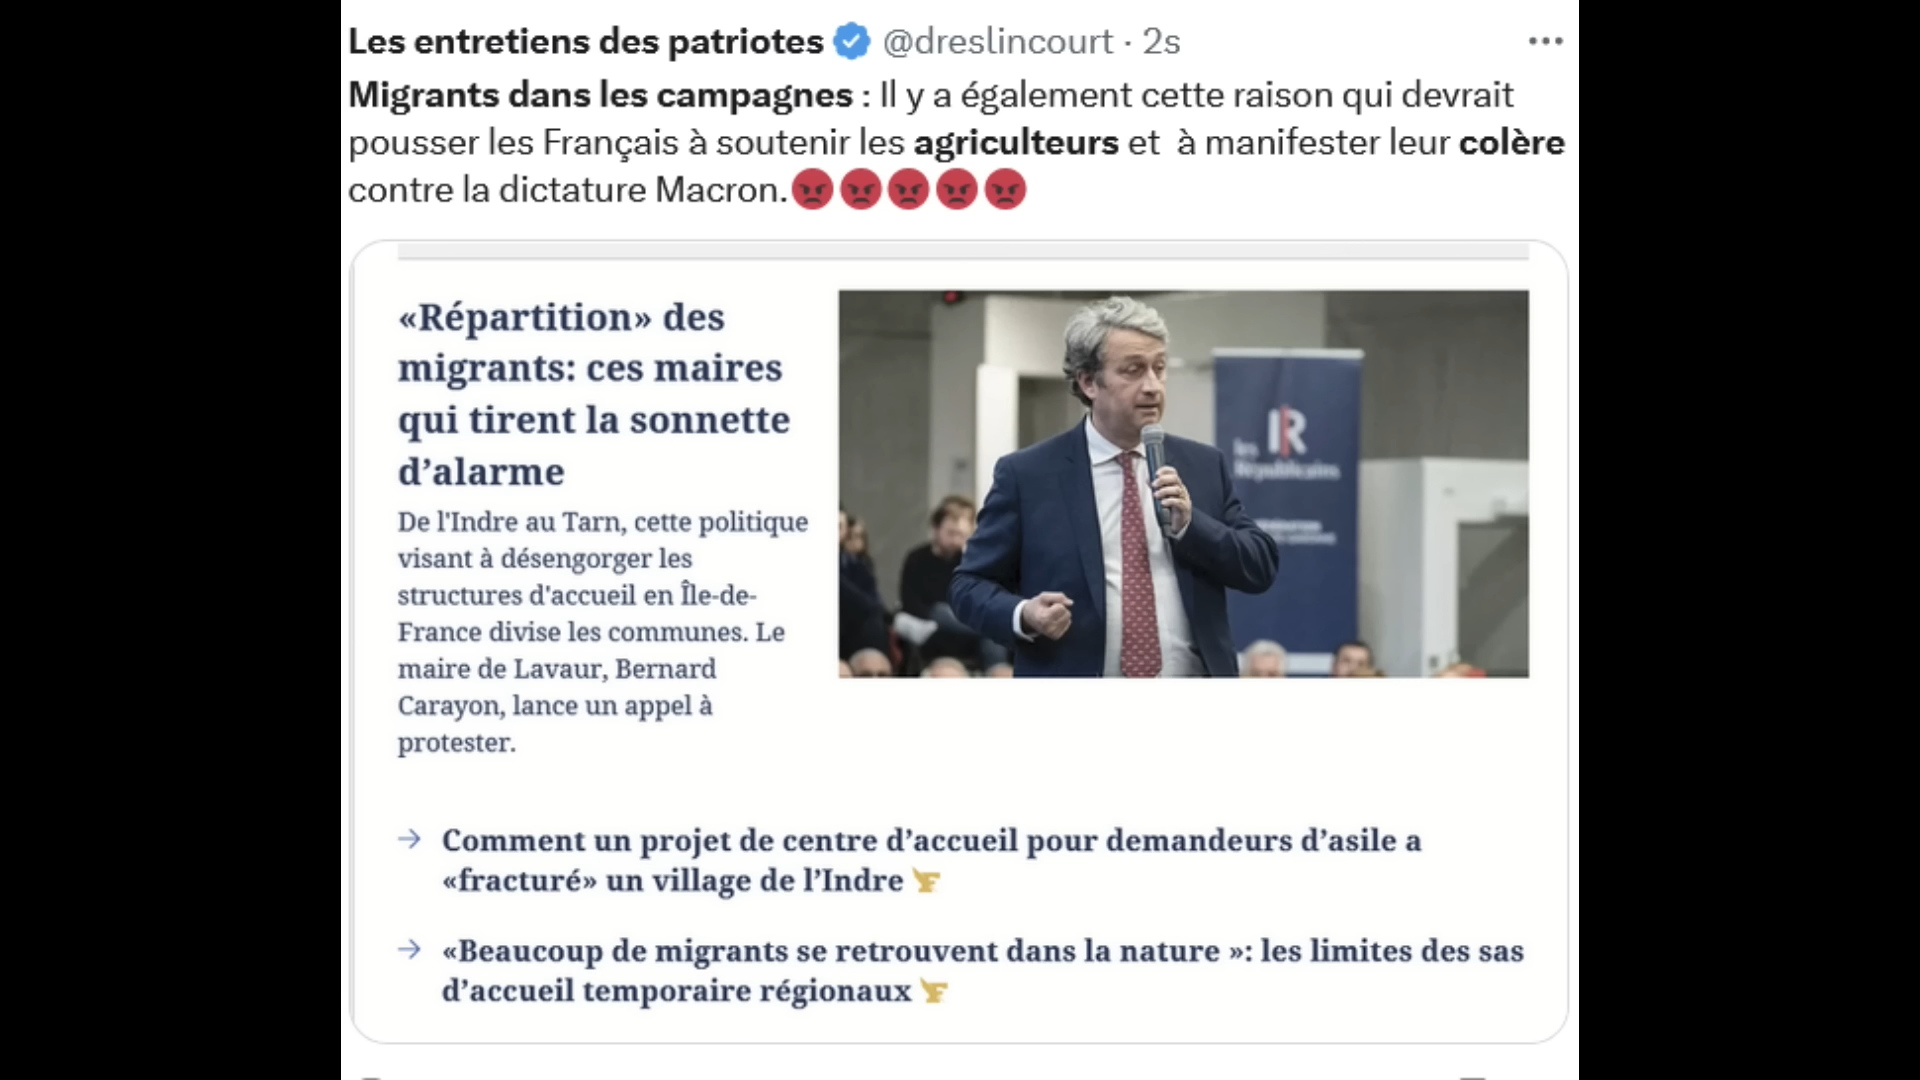 Les entretiens des patriotes @dreslincourt · 2s
Migrants dans les campagnes : Il y a également cette raison qui devrait
pousser les Français à soutenir les agriculteurs et à manifester leur colère
contre la dictature Macron.😡😡😡😡😡
«Répartition» des
migrants: ces maires
qui tirent la sonnette
d’alarme
De l'Indre au Tarn, cette politique
visant à désengorger les
structures d'accueil en Île-de-
France divise les communes. Le
maire de Lavaur, Bernard
Carayon, lance un appel à
protester.
les
Républicains
→ Comment un projet de centre d’accueil pour demandeurs d’asile a
«fracturé» un village de l’Indre
→ «Beaucoup de migrants se retrouvent dans la nature »: les limites des sas
d’accueil temporaire régionaux